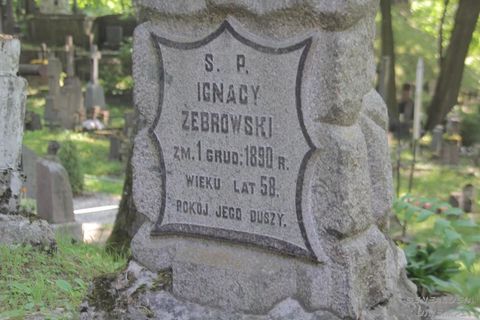 S. P.
IGNACY
ZEBROWSKI
ZM. 1 GRUD: 1890 R.
WIEKU LAT 58.
POKÓJ JEGO DUSZY.